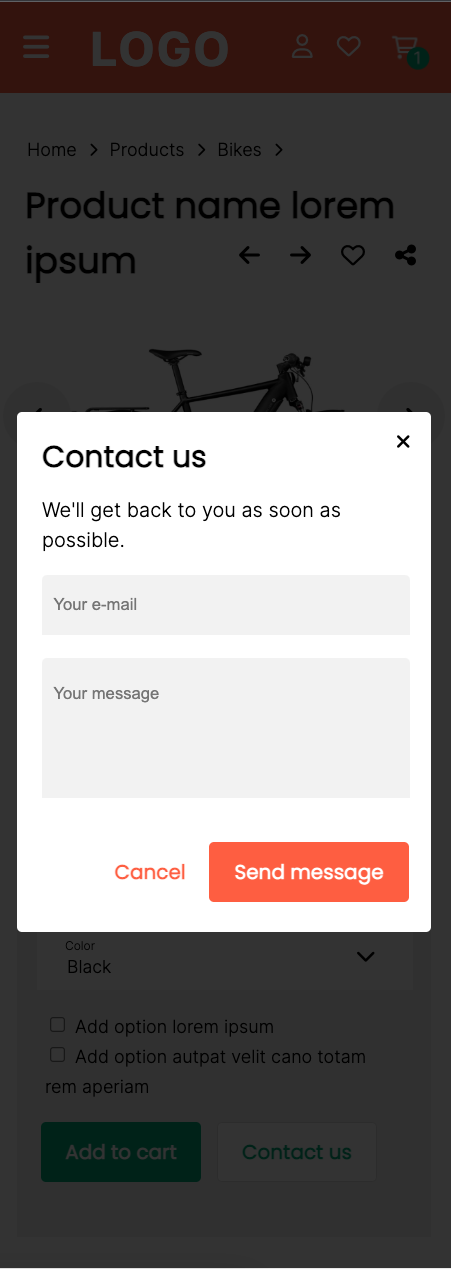 LOGO
1
Home Products Bikes
Product name lorem
ipsum
Contact us
We'll get back to you as soon as
possible.
Your e-mail
Your message
Cancel Send message
Color
Black
Add option lorem ipsum
Add option autpat velit cano totam
rem aperiam
Add to cart Contact us